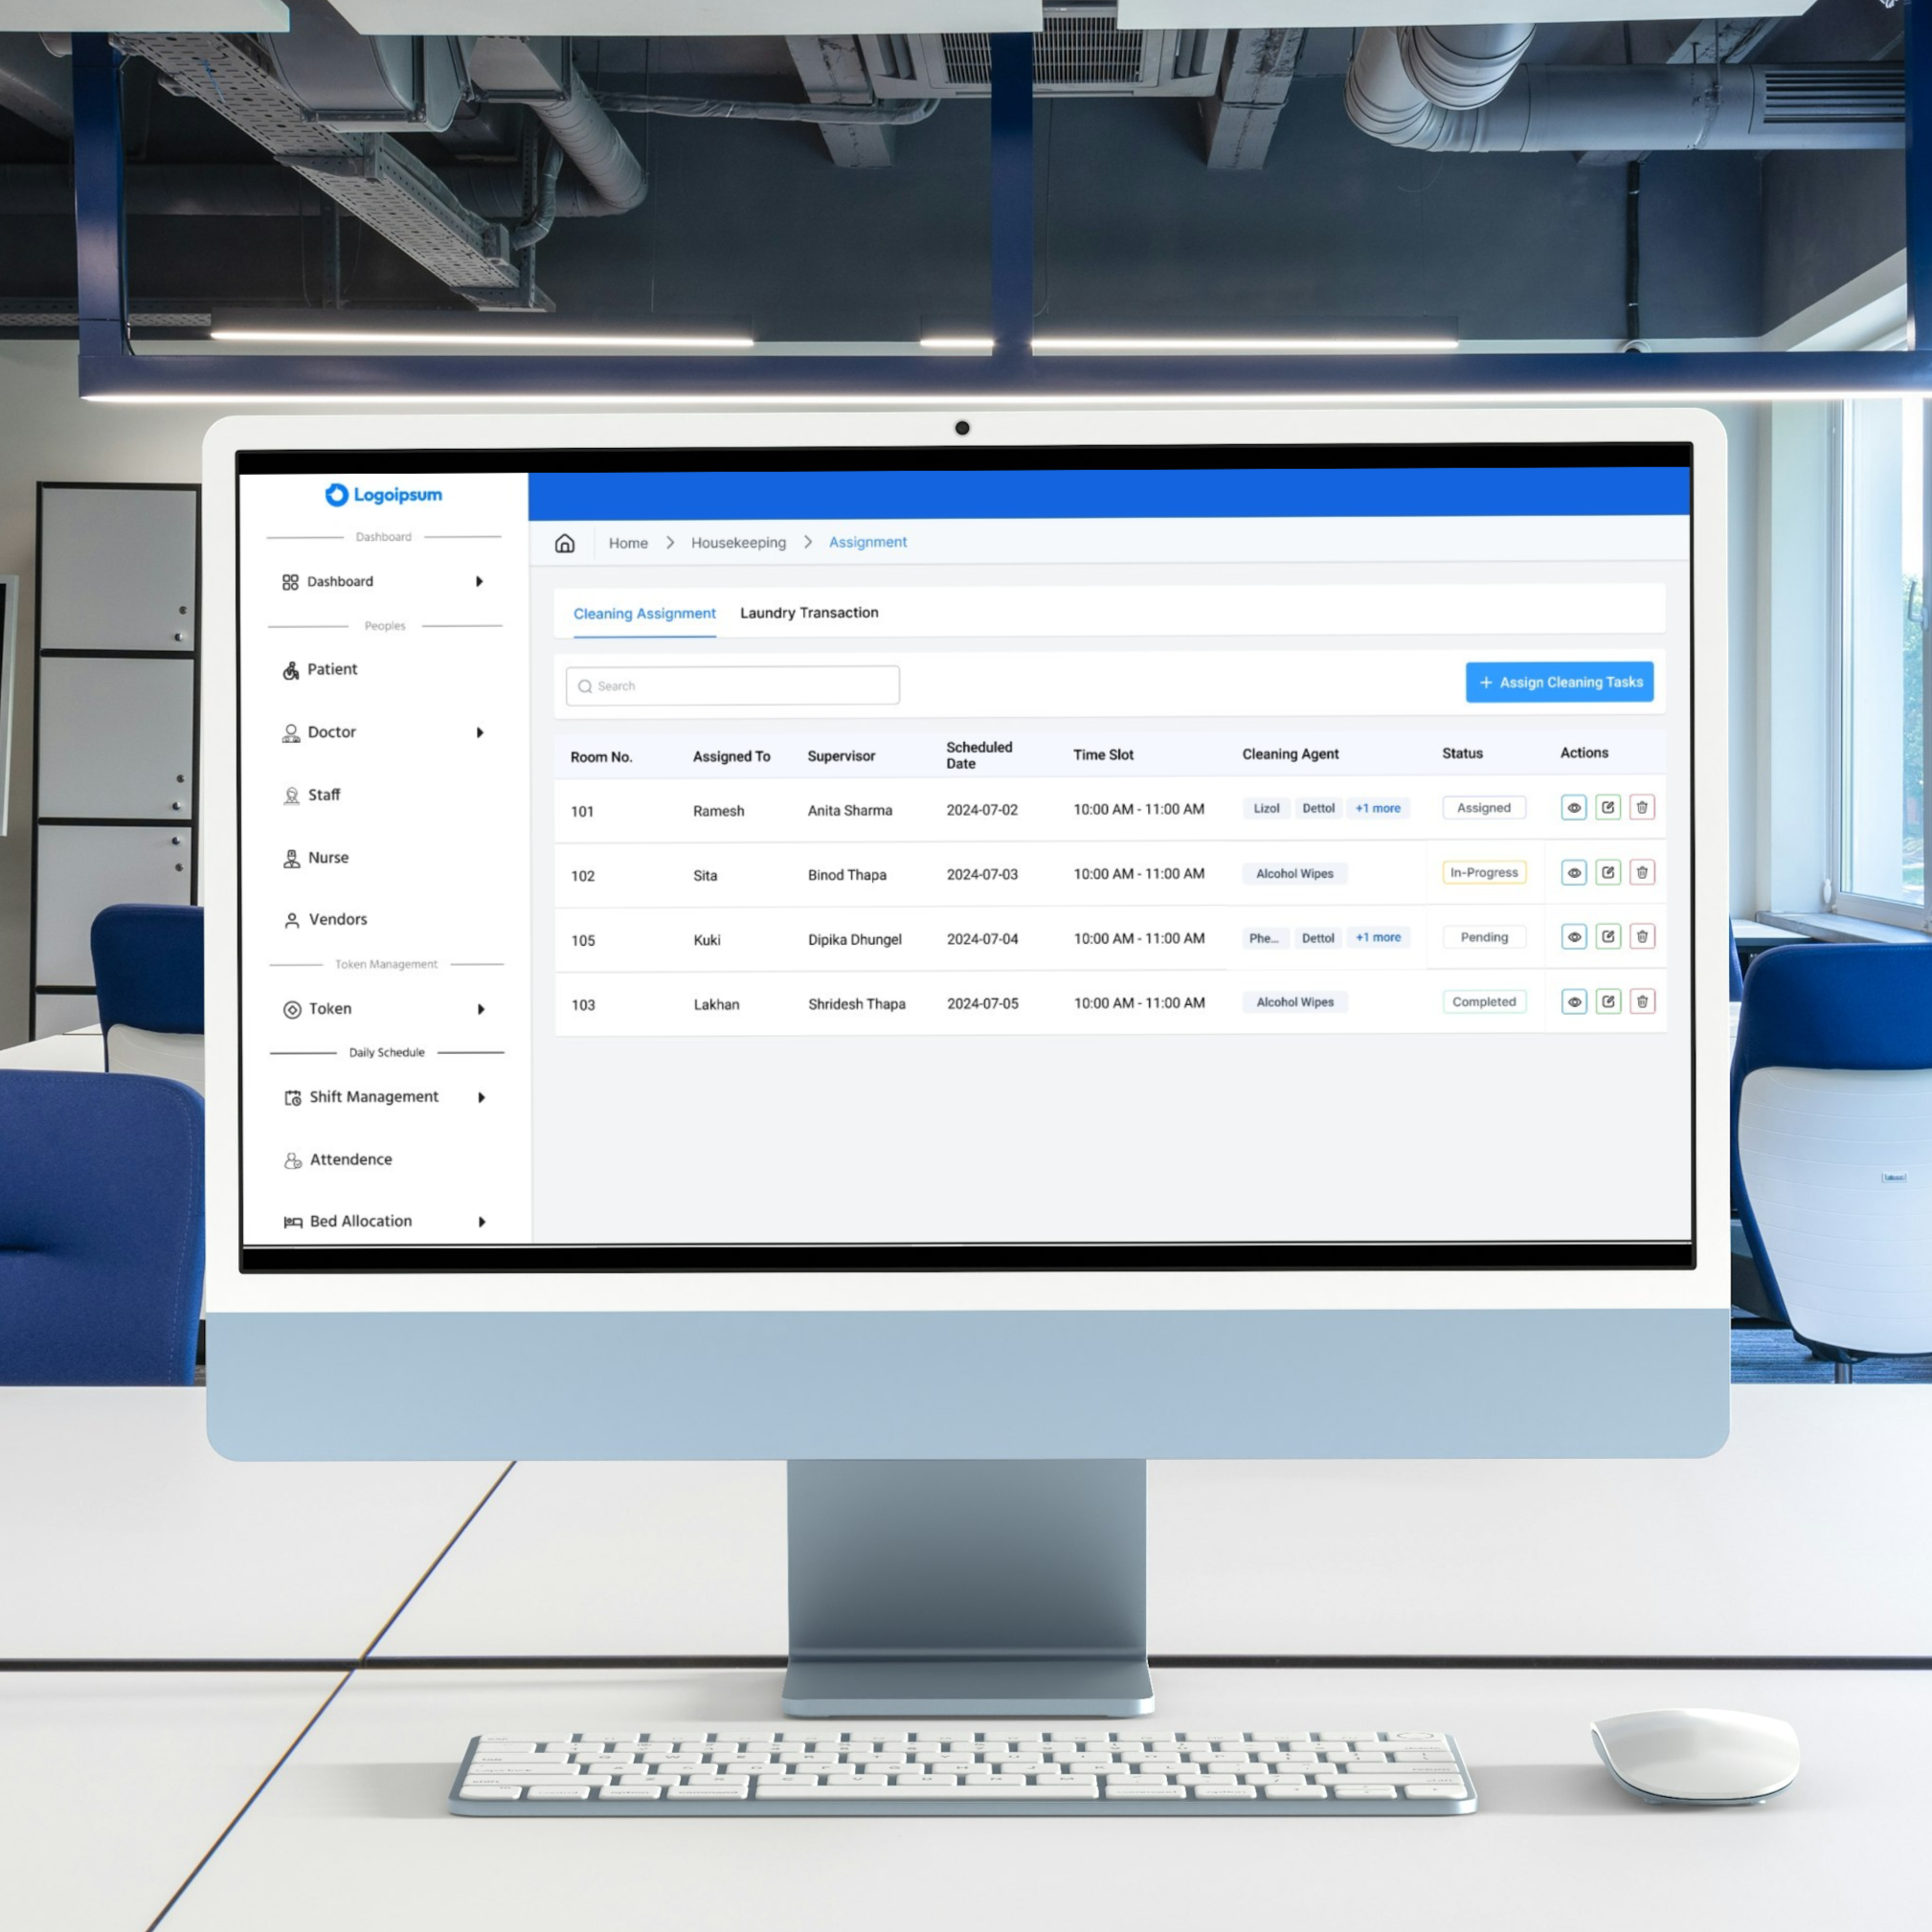 Logoipsum
Dashboard
Dashboard
Peoples
Patient
Doctor
Staff
Nurse
Vendors
Token Management
Token
Daily Schedule
Shift Management
Attendence
Bed Allocation
Home > Housekeeping > Assignment
Cleaning Assignment Laundry Transaction
Search
+ Assign Cleaning Tasks
Room No. Assigned To Supervisor Scheduled Date Time Slot Cleaning Agent Status Actions
101 Ramesh Anita Sharma 2024-07-02 10:00 AM - 11:00 AM Lizol Dettol +1 more Assigned
102 Sita Binod Thapa 2024-07-03 10:00 AM - 11:00 AM Alcohol Wipes In-Progress
105 Kuki Dipika Dhungel 2024-07-04 10:00 AM - 11:00 AM Phe... Dettol +1 more Pending
103 Lakhan Shridesh Thapa 2024-07-05 10:00 AM - 11:00 AM Alcohol Wipes Completed